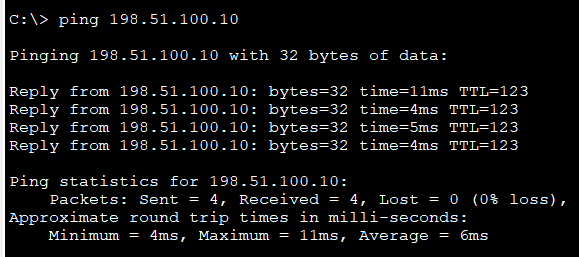 C:\> ping 198.51.100.10
Pinging 198.51.100.10 with 32 bytes of data:
Reply from 198.51.100.10: bytes=32 time=11ms TTL=123
Reply from 198.51.100.10: bytes=32 time=4ms TTL=123
Reply from 198.51.100.10: bytes=32 time=5ms TTL=123
Reply from 198.51.100.10: bytes=32 time=4ms TTL=123
Ping statistics for 198.51.100.10:
Packets: Sent = 4, Received = 4, Lost = 0 (0% loss),
Approximate round trip times in milli-seconds:
Minimum = 4ms, Maximum = 11ms, Average = 6ms